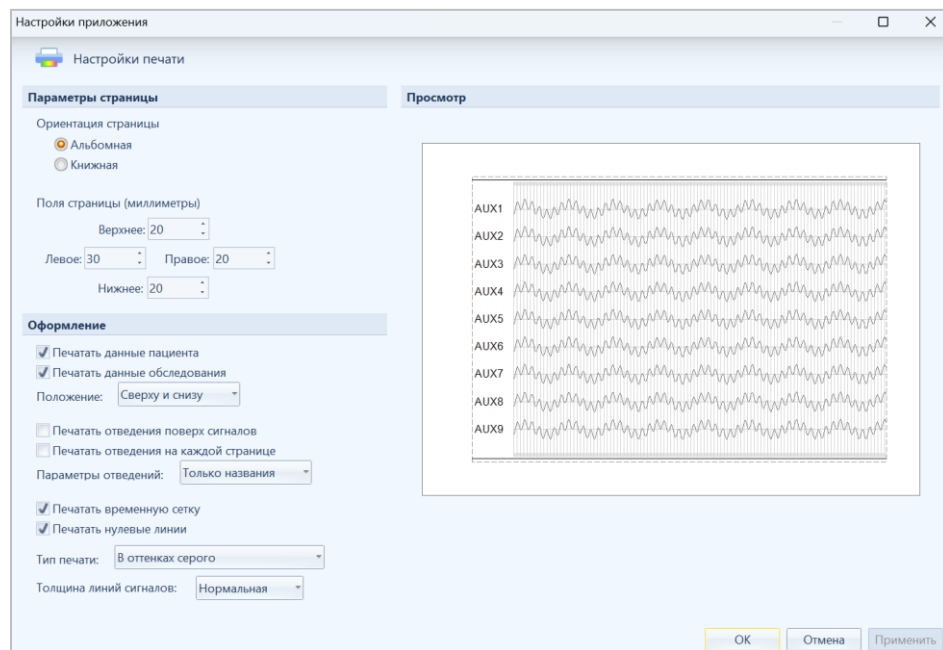 Настройки приложения
Настройки печати
Параметры страницы
Ориентация страницы
Альбомная
Книжная
Поля страницы (миллиметры)
Верхнее: 20
Левое: 30 Правое: 20
Нижнее: 20
Оформление
Печатать данные пациента
Печатать данные обследования
Положение: Сверху и снизу
Печатать отведения поверх сигналов
Печатать отведения на каждой странице
Параметры отведений: Только названия
Печатать временную сетку
Печатать нулевые линии
Тип печати: В оттенках серого
Толщина линий сигналов: Нормальная
Просмотр
AUX1
AUX2
AUX3
AUX4
AUX5
AUX6
AUX7
AUX8
AUX9
OK Отмена Применить